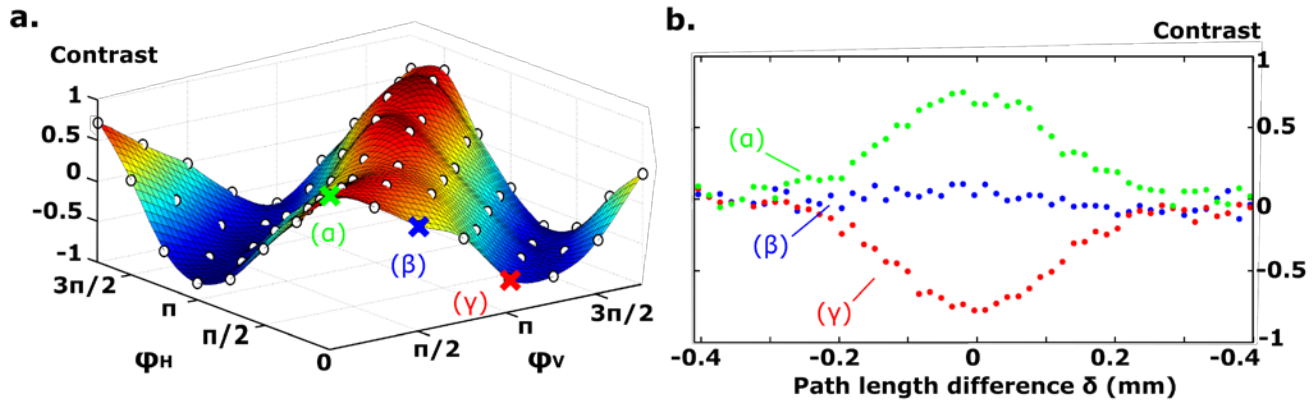 a.
Contrast
1
0.5
0
-0.5
-1
3π/2
π
π/2
0
π/2
π
3π/2
φH
φV
(α)
(β)
(γ)
b.
Contrast
1
0.5
0
-0.5
-1
(α)
(β)
(γ)
-0.4
-0.2
0
0.2
-0.4
Path length difference δ (mm)